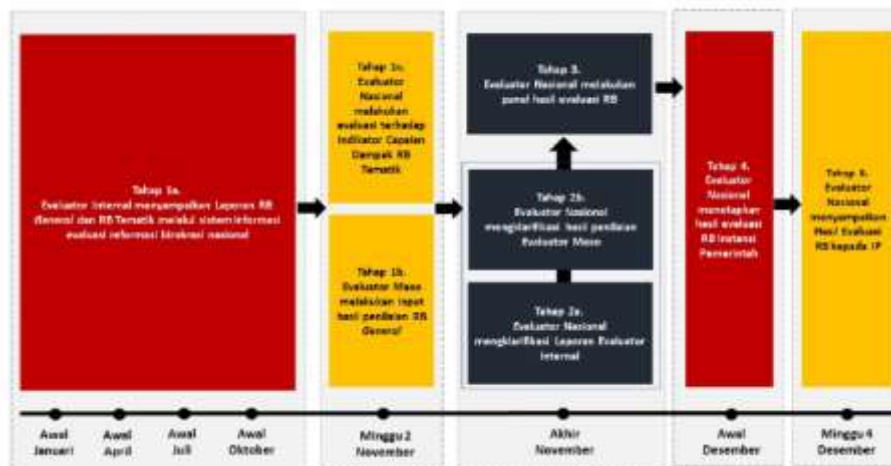 Tahap 1a.
Evaluator Internal menyampaikan Laporan RB
General dan RB Tematik melalui sistem informasi
evaluasi reformasi birokrasi nasional
Tahap 1c.
Evaluator
Nasional
melakukan
evaluasi terhadap
Indikator Capaian
Dampak RB
Tematik
Tahap 1b.
Evaluator Meso
melakukan input
hasil penilaian RB
General
Tahap 3.
Evaluator Nasional melakukan
panel hasil evaluasi RB
Tahap 2b.
Evaluator Nasional
mengklarifikasi hasil penilaian
Evaluator Meso
Tahap 2a.
Evaluator Nasional
mengklarifikasi Laporan Evaluator
Internal
Tahap 4.
Evaluator
Nasional
menetapkan
hasil evaluasi
RB Instansi
Pemerintah
Tahap 5.
Evaluator
Nasional
menyampaikan
Hasil Evaluasi
RB kepada IP
Awal
Januari
Awal
April
Awal
Juli
Awal
Oktober
Minggu 2
November
Akhir
November
Awal
Desember
Minggu 4
Desember